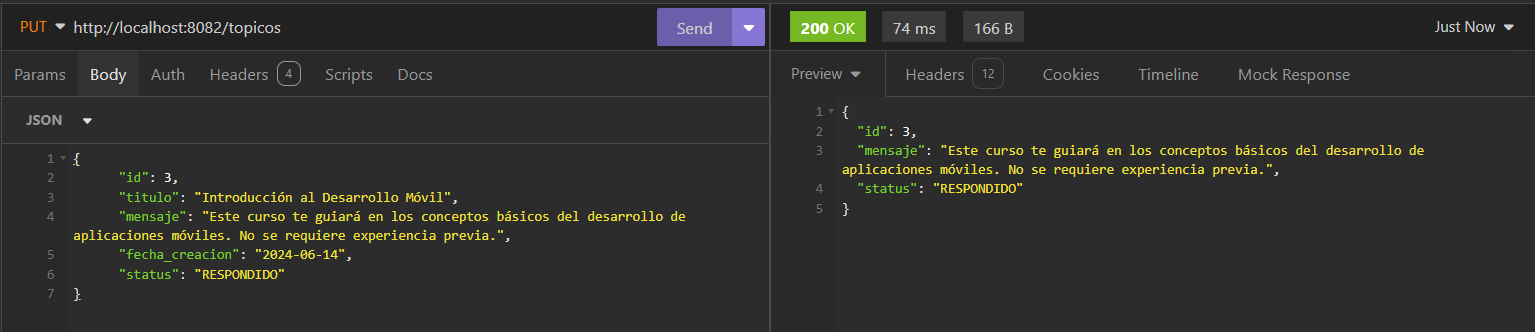 PUT http://localhost:8082/topicos Send
200 OK 74 ms 166 B Just Now
Params Body Auth Headers 4 Scripts Docs
Preview Headers 12 Cookies Timeline Mock Response
JSON
1 {
2 "id": 3,
3 "titulo": "Introducción al Desarrollo Móvil",
4 "mensaje": "Este curso te guiará en los conceptos básicos del desarrollo de
aplicaciones móviles. No se requiere experiencia previa.",
5 "fecha_creacion": "2024-06-14",
6 "status": "RESPONDIDO"
7 }
1 {
2 "id": 3,
3 "mensaje": "Este curso te guiará en los conceptos básicos del desarrollo de
aplicaciones móviles. No se requiere experiencia previa.",
4 "status": "RESPONDIDO"
5 }